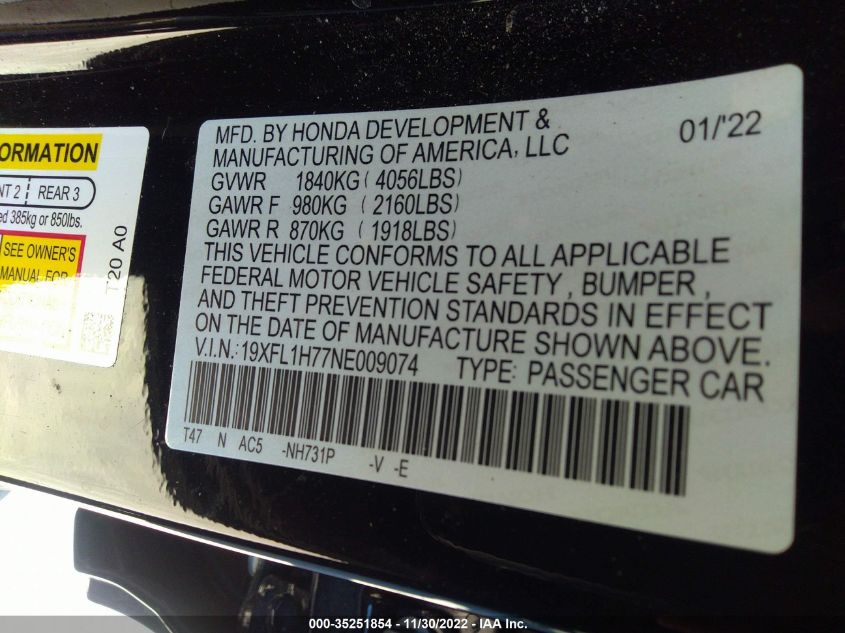 ORMATION
NT 2 REAR 3
ed 385kg or 850lbs.
SEE OWNER'S
MANUAL FOR
T20 A0
MFD. BY HONDA DEVELOPMENT & 01/'22
MANUFACTURING OF AMERICA, LLC
GVWR 1840KG ( 4056LBS)
GAWR F 980KG ( 2160LBS)
GAWR R 870KG ( 1918LBS)
THIS VEHICLE CONFORMS TO ALL APPLICABLE
FEDERAL MOTOR VEHICLE SAFETY, BUMPER,
AND THEFT PREVENTION STANDARDS IN EFFECT
ON THE DATE OF MANUFACTURE SHOWN ABOVE.
V.I.N.: 19XFL1H77NE009074 TYPE: PASSENGER CAR
T47 N AC5 -NH731P -V -E
000-35251854 - 11/30/2022 - IAA Inc.